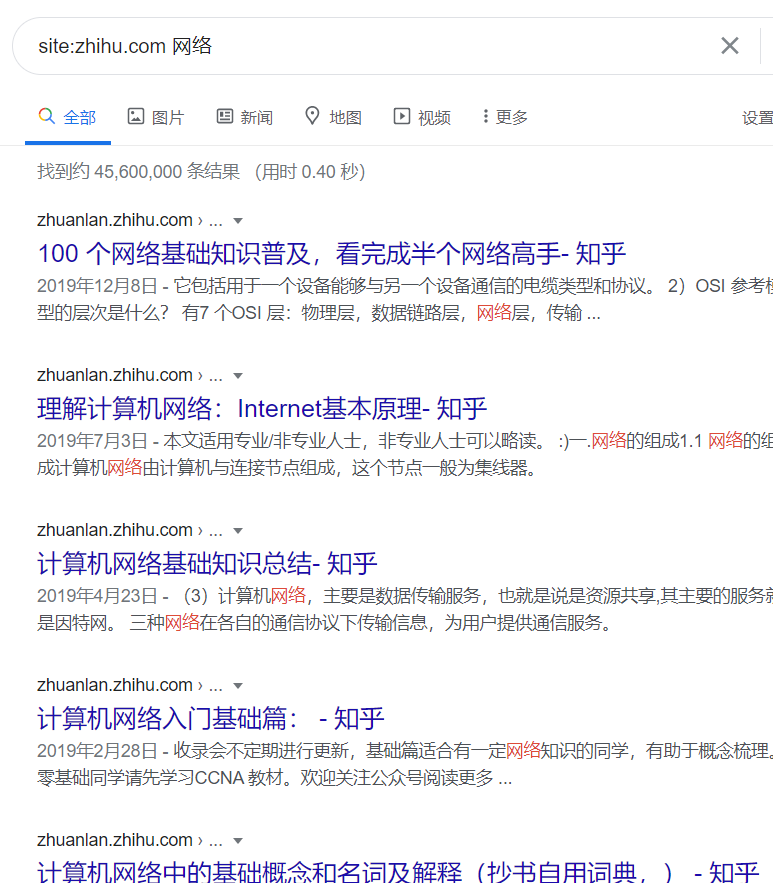 site:zhihu.com 网络
全部 图片 新闻 地图 视频 更多 设置
找到约 45,600,000 条结果 （用时 0.40 秒）
zhuanlan.zhihu.com › ...
100 个网络基础知识普及，看完成半个网络高手- 知乎
2019年12月8日 - 它包括用于一个设备能够与另一个设备通信的电缆类型和协议。 2）OSI 参考模
型的层次是什么？ 有7 个OSI 层：物理层，数据链路层，网络层，传输 ...
zhuanlan.zhihu.com › ...
理解计算机网络：Internet基本原理- 知乎
2019年7月3日 - 本文适用专业/非专业人士，非专业人士可以略读。 :)一.网络的组成1.1 网络的组
成计算机网络由计算机与连接节点组成，这个节点一般为集线器。
zhuanlan.zhihu.com › ...
计算机网络基础知识总结- 知乎
2019年4月23日 - （3）计算机网络，主要是数据传输服务，也就是说是资源共享,其主要的服务就
是因特网。 三种网络在各自的通信协议下传输信息，为用户提供通信服务。
zhuanlan.zhihu.com › ...
计算机网络入门基础篇： - 知乎
2019年2月28日 - 收录会不定期进行更新，基础篇适合有一定网络知识的同学，有助于概念梳理。
零基础同学请先学习CCNA 教材。欢迎关注公众号阅读更多 ...
zhuanlan.zhihu.com › ...
计算机网络中的基础概念和名词及解释（抄书自用词典，） - 知乎